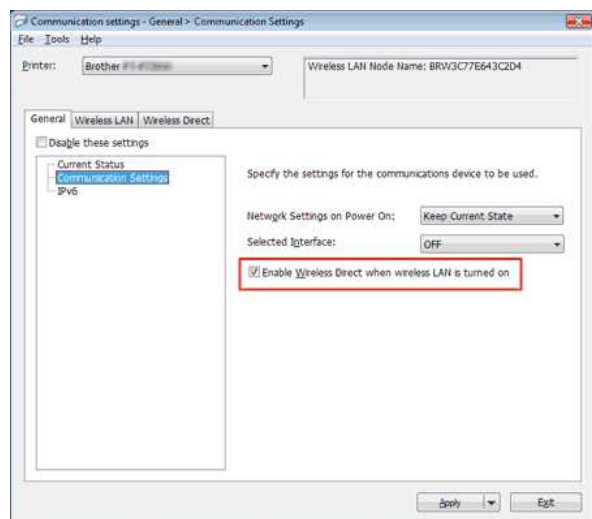 Communication settings - General > Communication Settings
File Tools Help
Printer: Brother
Wireless LAN Node Name: BRW3C77E643C2D4
General Wireless LAN Wireless Direct
Disable these settings
Current Status
Communication Settings
IPv6
Specify the settings for the communications device to be used.
Network Settings on Power On: Keep Current State
Selected Interface: OFF
Enable Wireless Direct when wireless LAN is turned on
Apply Exit